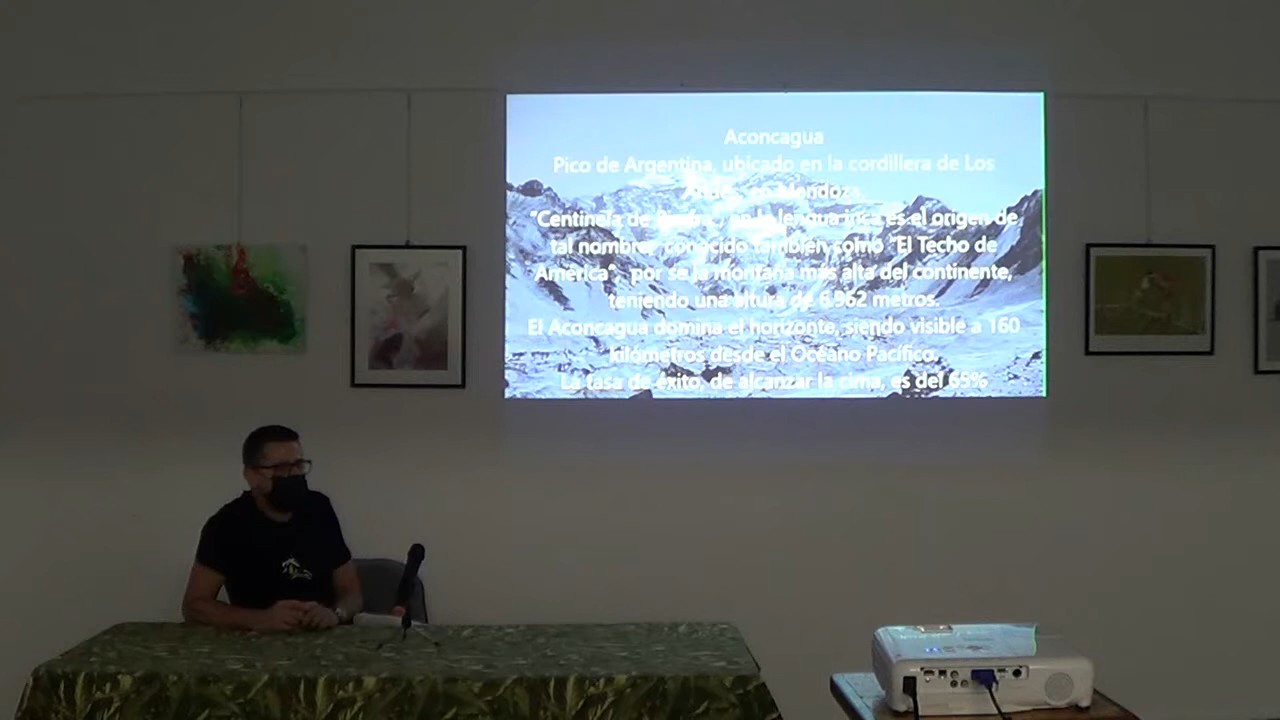 Aconcagua
Pico de Argentina, ubicado en la cordillera de Los
Andes, en Mendoza.
"Centinela de Piedra", en la lengua inca es el origen de
tal nombre, conocido también como "El Techo de
América", por se la montaña más alta del continente,
teniendo una altura de 6.962 metros.
El Aconcagua domina el horizonte, siendo visible a 160
kilómetros desde el Océano Pacífico.
La tasa de éxito, de alcanzar la cima, es del 65%